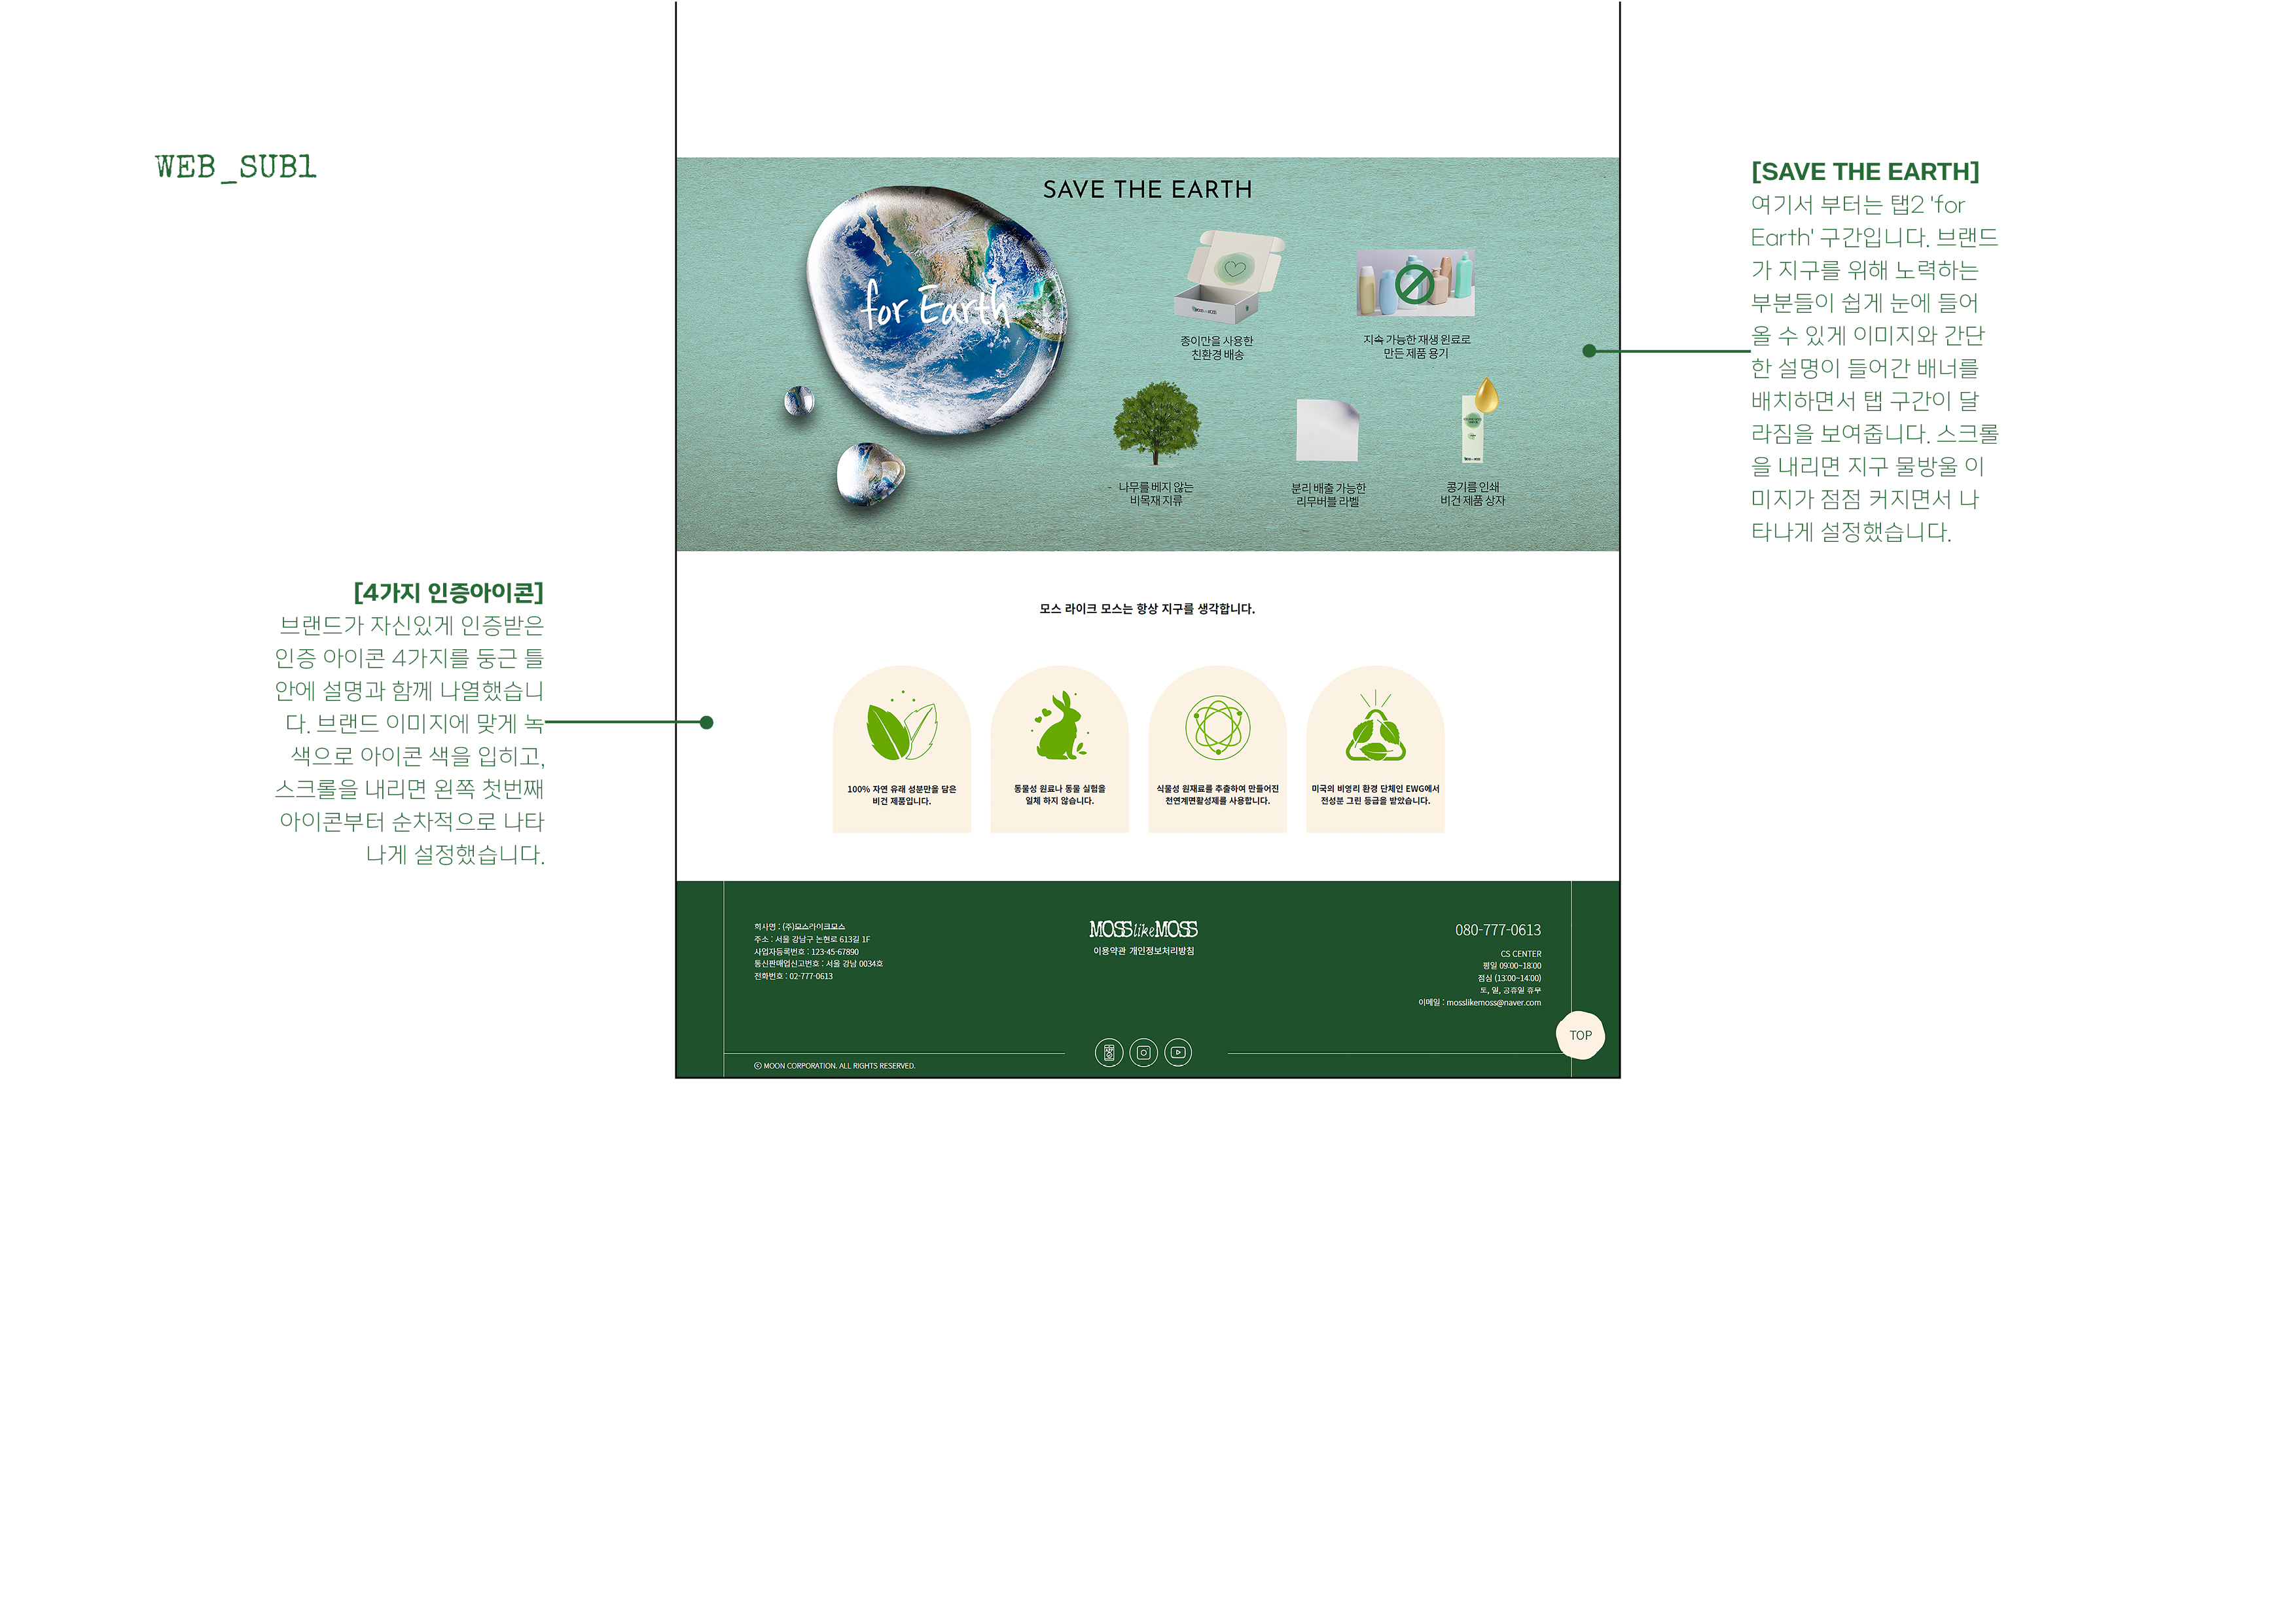 WEB_SUB1
SAVE THE EARTH
for Earth
종이만을 사용한
친환경 배송
지속 가능한 재생 원료로
만든 제품 용기
- 나무를 베지 않는
비목재 지류
분리 배출 가능한
리무버블 라벨
콩기름 인쇄
비건 제품 상자
[SAVE THE EARTH]
여기서 부터는 탭2 'for
Earth' 구간입니다. 브랜드
가 지구를 위해 노력하는
부분들이 쉽게 눈에 들어
올 수 있게 이미지와 간단
한 설명이 들어간 배너를
배치하면서 탭 구간이 달
라짐을 보여줍니다. 스크롤
을 내리면 지구 물방울 이
미지가 점점 커지면서 나
타나게 설정했습니다.
[4가지 인증아이콘]
브랜드가 자신있게 인증받은
인증 아이콘 4가지를 둥근 틀
안에 설명과 함께 나열했습니
다. 브랜드 이미지에 맞게 녹
색으로 아이콘 색을 입히고,
스크롤을 내리면 왼쪽 첫번째
아이콘부터 순차적으로 나타
나게 설정했습니다.
모스 라이크 모스는 항상 지구를 생각합니다.
100% 자연 유래 성분만을 담은
비건 제품입니다.
동물성 원료나 동물 실험을
일체 하지 않습니다.
식물성 원재료를 추출하여 만들어진
천연계면활성제를 사용합니다.
미국의 비영리 환경 단체인 EWG에서
전성분 그린 등급을 받았습니다.
회사명 : (주)모스라이크모스
주소 : 서울 강남구 논현로 613길 1F
사업자등록번호 : 123-45-67890
통신판매업신고번호 : 서울 강남 0034호
전화번호 : 02-777-0613
MOSS like MOSS
이용약관 개인정보처리방침
080-777-0613
CS CENTER
평일 09:00~18:00
점심 (13:00~14:00)
토, 일, 공휴일 휴무
이메일 : mosslikemoss@naver.com
TOP
ⓒ MOON CORPORATION. ALL RIGHTS RESERVED.